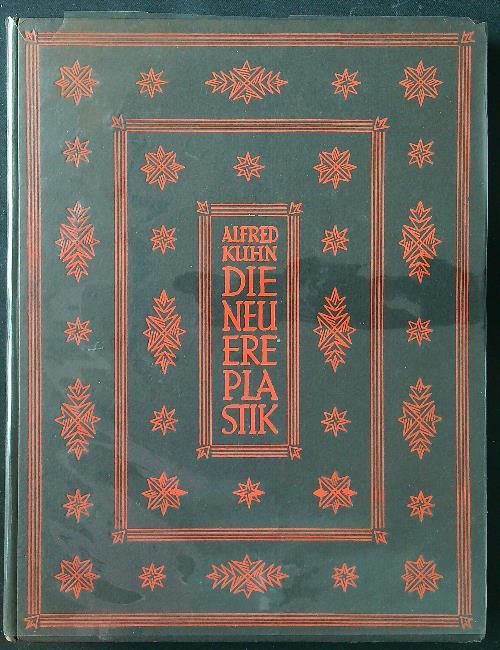 ALFRED
KUHN
DIE
NEU
ERE
PLA
STIK